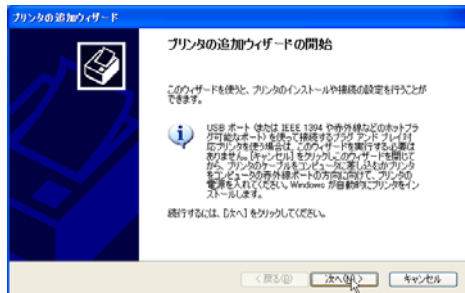 プリンタの追加ウィザード
プリンタの追加ウィザードの開始
このウィザードを使うと、プリンタのインストールや接続の設定を行うことが
できます。
USB ポート (または IEEE 1394 や赤外線などのホットプラ
グ可能なポート) を使って接続するプラグ アンド プレイ対
応プリンタを使う場合は、このウィザードを実行する必要は
ありません。[キャンセル] をクリックしてこのウィザードを閉じて
から、プリンタのケーブルをコンピュータに差し込むかプリンタ
をコンピュータの赤外線ポートの方向に向けて、プリンタの
電源を入れてください。Windows が自動的にプリンタをイン
ストールします。
続行するには、[次へ] をクリックしてください。
< 戻る(B)
次へ(N) >
キャンセル